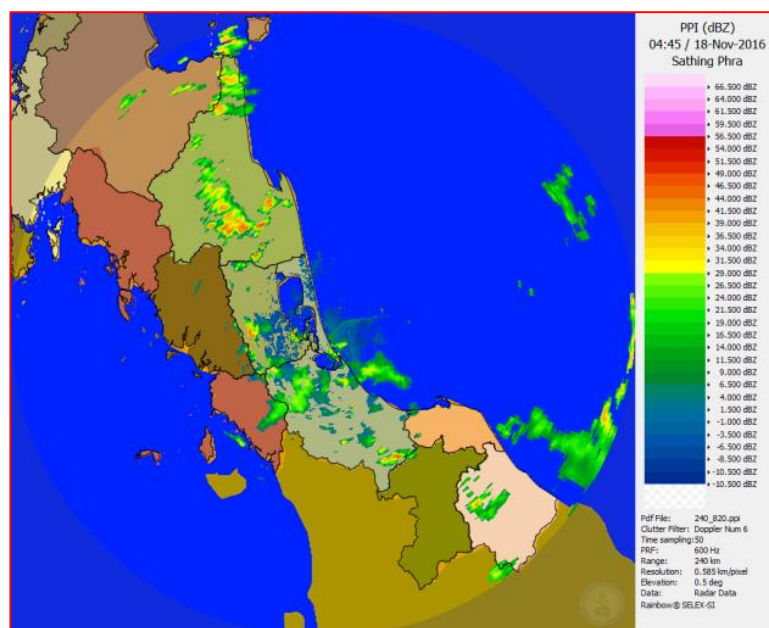 PPI (dBZ)
04:45 / 18-Nov-2016
Sathing Phra
66.500 dBZ
64.000 dBZ
61.500 dBZ
59.500 dBZ
56.500 dBZ
54.000 dBZ
51.500 dBZ
49.000 dBZ
46.500 dBZ
44.000 dBZ
41.500 dBZ
39.000 dBZ
36.500 dBZ
34.000 dBZ
31.500 dBZ
29.000 dBZ
26.500 dBZ
24.000 dBZ
21.500 dBZ
19.000 dBZ
16.500 dBZ
14.000 dBZ
11.500 dBZ
9.000 dBZ
6.500 dBZ
4.000 dBZ
1.500 dBZ
-1.000 dBZ
-3.500 dBZ
-6.000 dBZ
-8.500 dBZ
-10.500 dBZ
-10.500 dBZ
Pdf File: 240_820.ppi
Clutter Filter: Doppler Num 6
Time sampling:50
PRF: 600 Hz
Range: 240 km
Resolution: 0.585 km/pixel
Elevation: 0.5 deg
Data: Radar Data
Rainbow® SELEX-SI